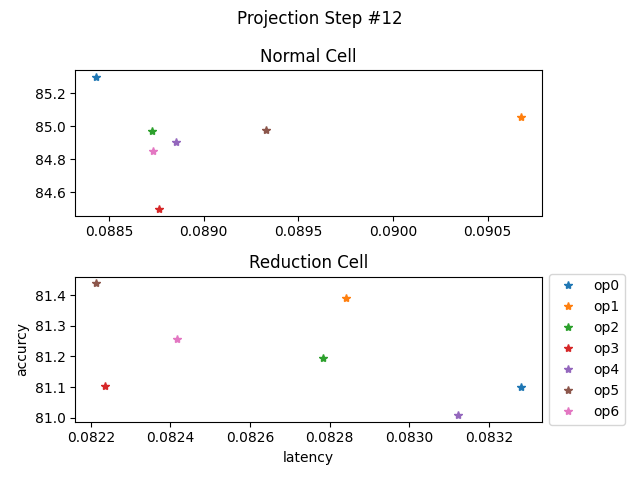 Projection Step #12
Normal Cell
85.2
85.0
84.8
84.6
0.0885 0.0890 0.0895 0.0900 0.0905
Reduction Cell
81.4
81.3
81.2
81.1
81.0
accurcy
0.0822 0.0824 0.0826 0.0828 0.0830 0.0832
latency
op0
op1
op2
op3
op4
op5
op6